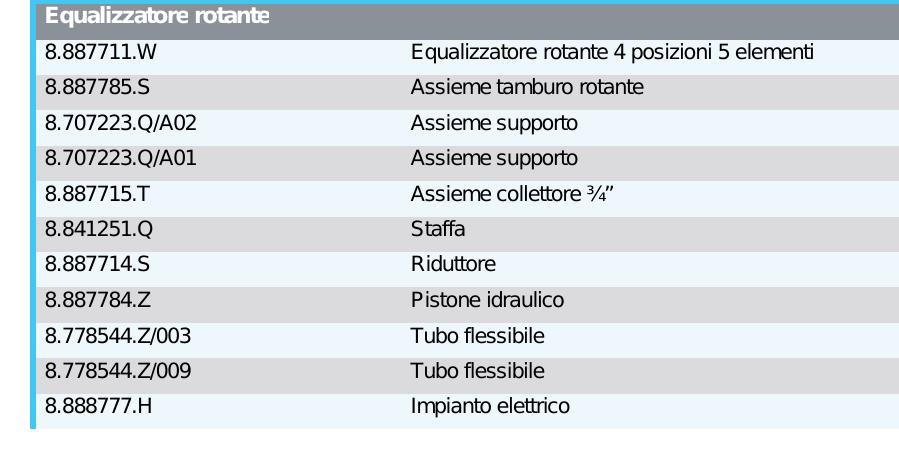 Equalizzatore rotante
8.887711.W Equalizzatore rotante 4 posizioni 5 elementi
8.887785.S Assieme tamburo rotante
8.707223.Q/A02 Assieme supporto
8.707223.Q/A01 Assieme supporto
8.887715.T Assieme collettore ¾”
8.841251.Q Staffa
8.887714.S Riduttore
8.887784.Z Pistone idraulico
8.778544.Z/003 Tubo flessibile
8.778544.Z/009 Tubo flessibile
8.888777.H Impianto elettrico